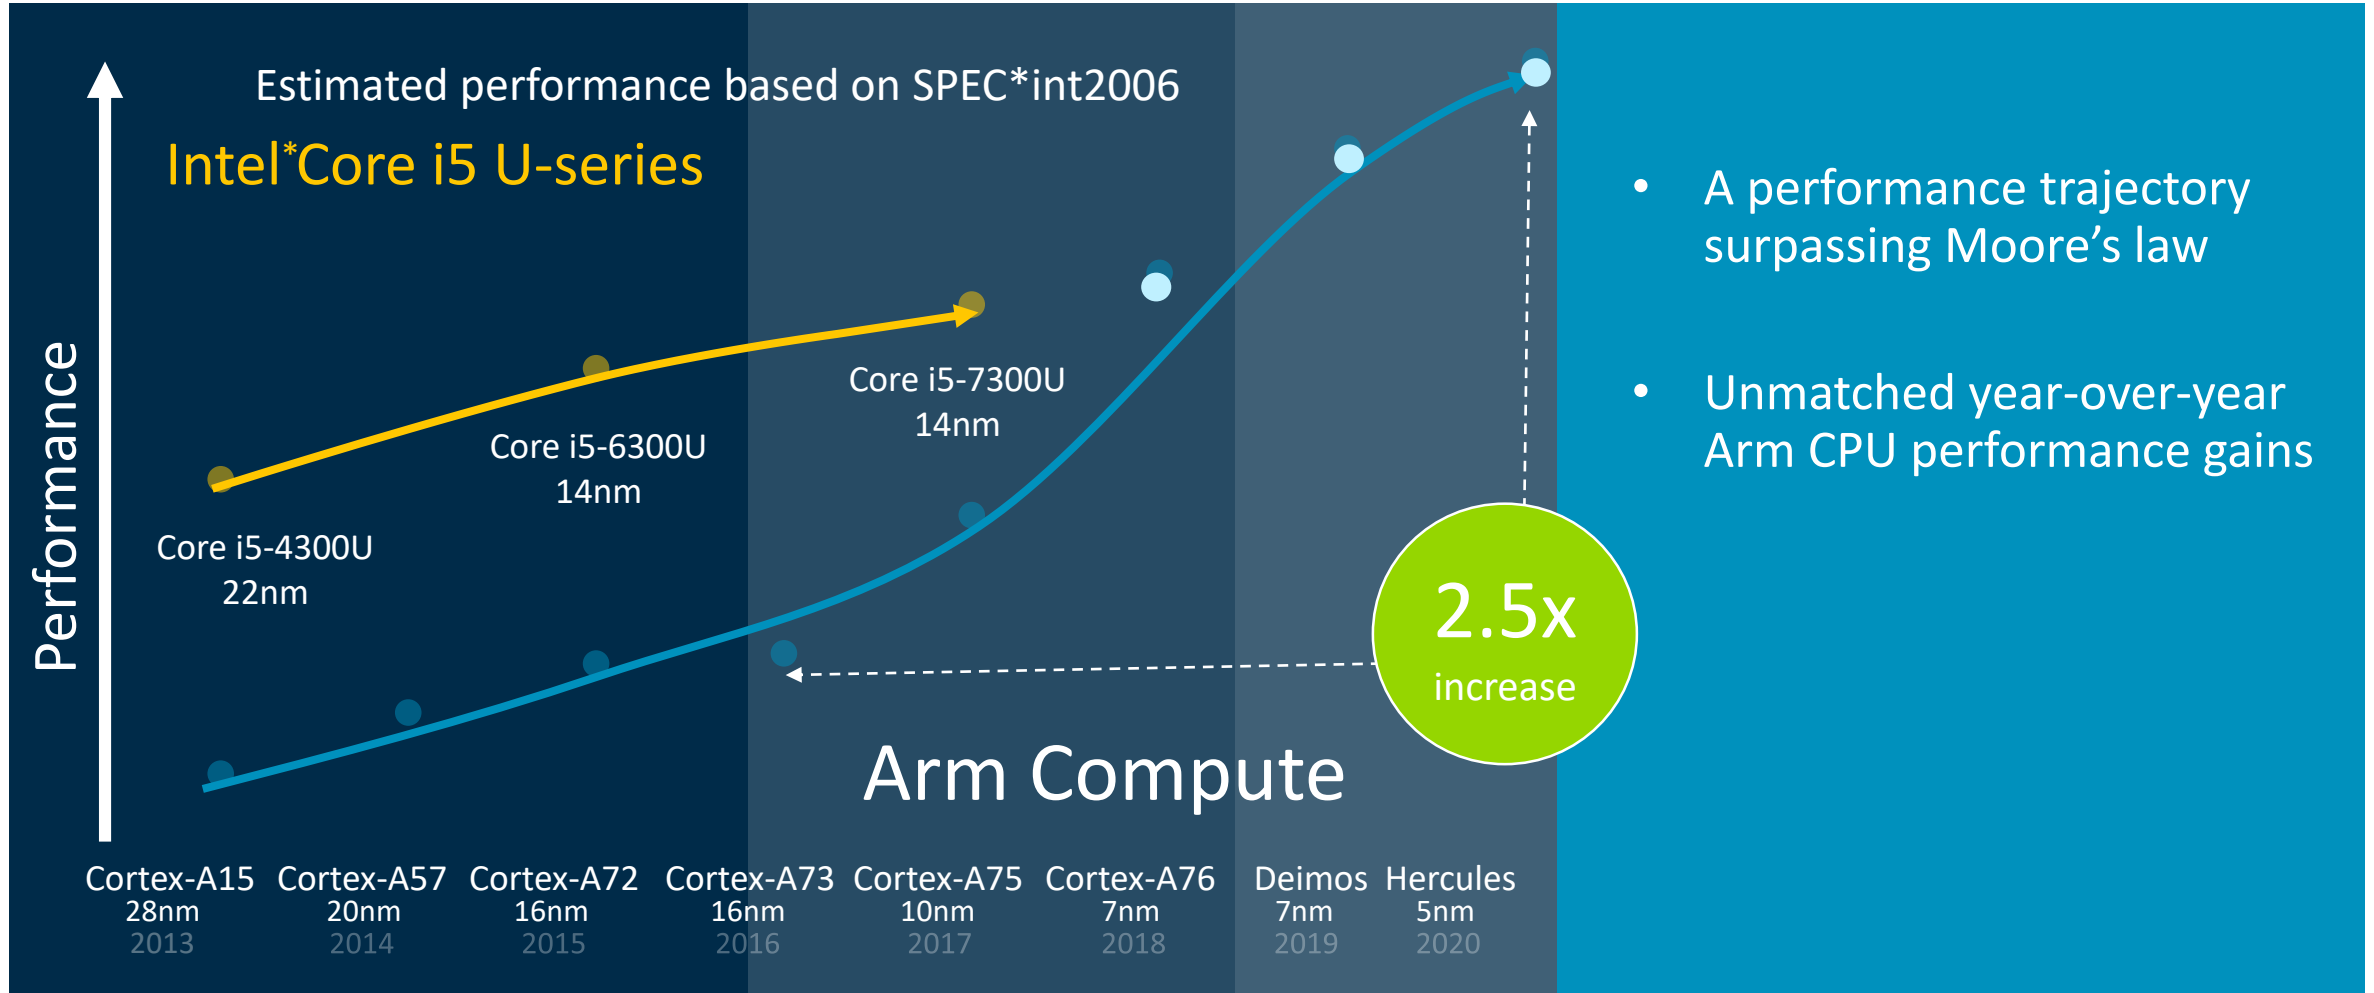 Estimated performance based on SPEC*int2006
Intel*Core i5 U-series
Performance
Core i5-4300U
22nm
Core i5-6300U
14nm
Core i5-7300U
14nm
2.5x
increase
Arm Compute
Cortex-A15 Cortex-A57 Cortex-A72 Cortex-A73 Cortex-A75 Cortex-A76 Deimos Hercules
28nm 20nm 16nm 16nm 10nm 7nm 7nm 5nm
2013 2014 2015 2016 2017 2018 2019 2020
• A performance trajectory
surpassing Moore’s law
• Unmatched year-over-year
Arm CPU performance gains